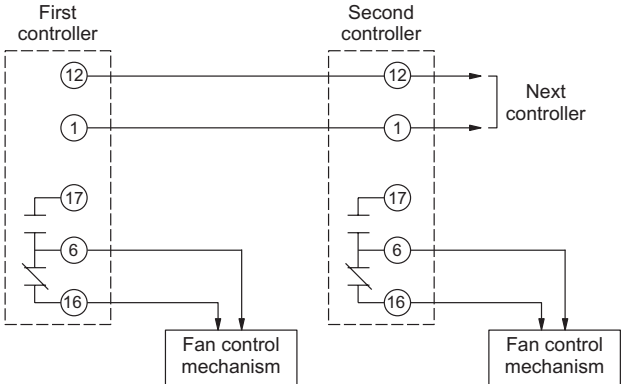 First
controller
Second
controller
12
12
Next
controller
1
1
17
17
6
6
16
16
Fan control
mechanism
Fan control
mechanism